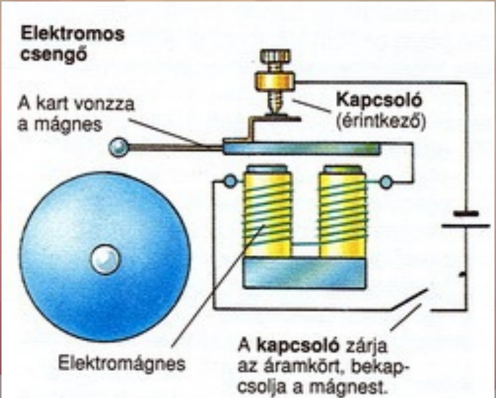 Elektromos
csengő
A kart vonzza
a mágnes
Kapcsoló
(érintkező)
Elektromágnes
A kapcsoló zárja
az áramkört, bekap-
csolja a mágnest.